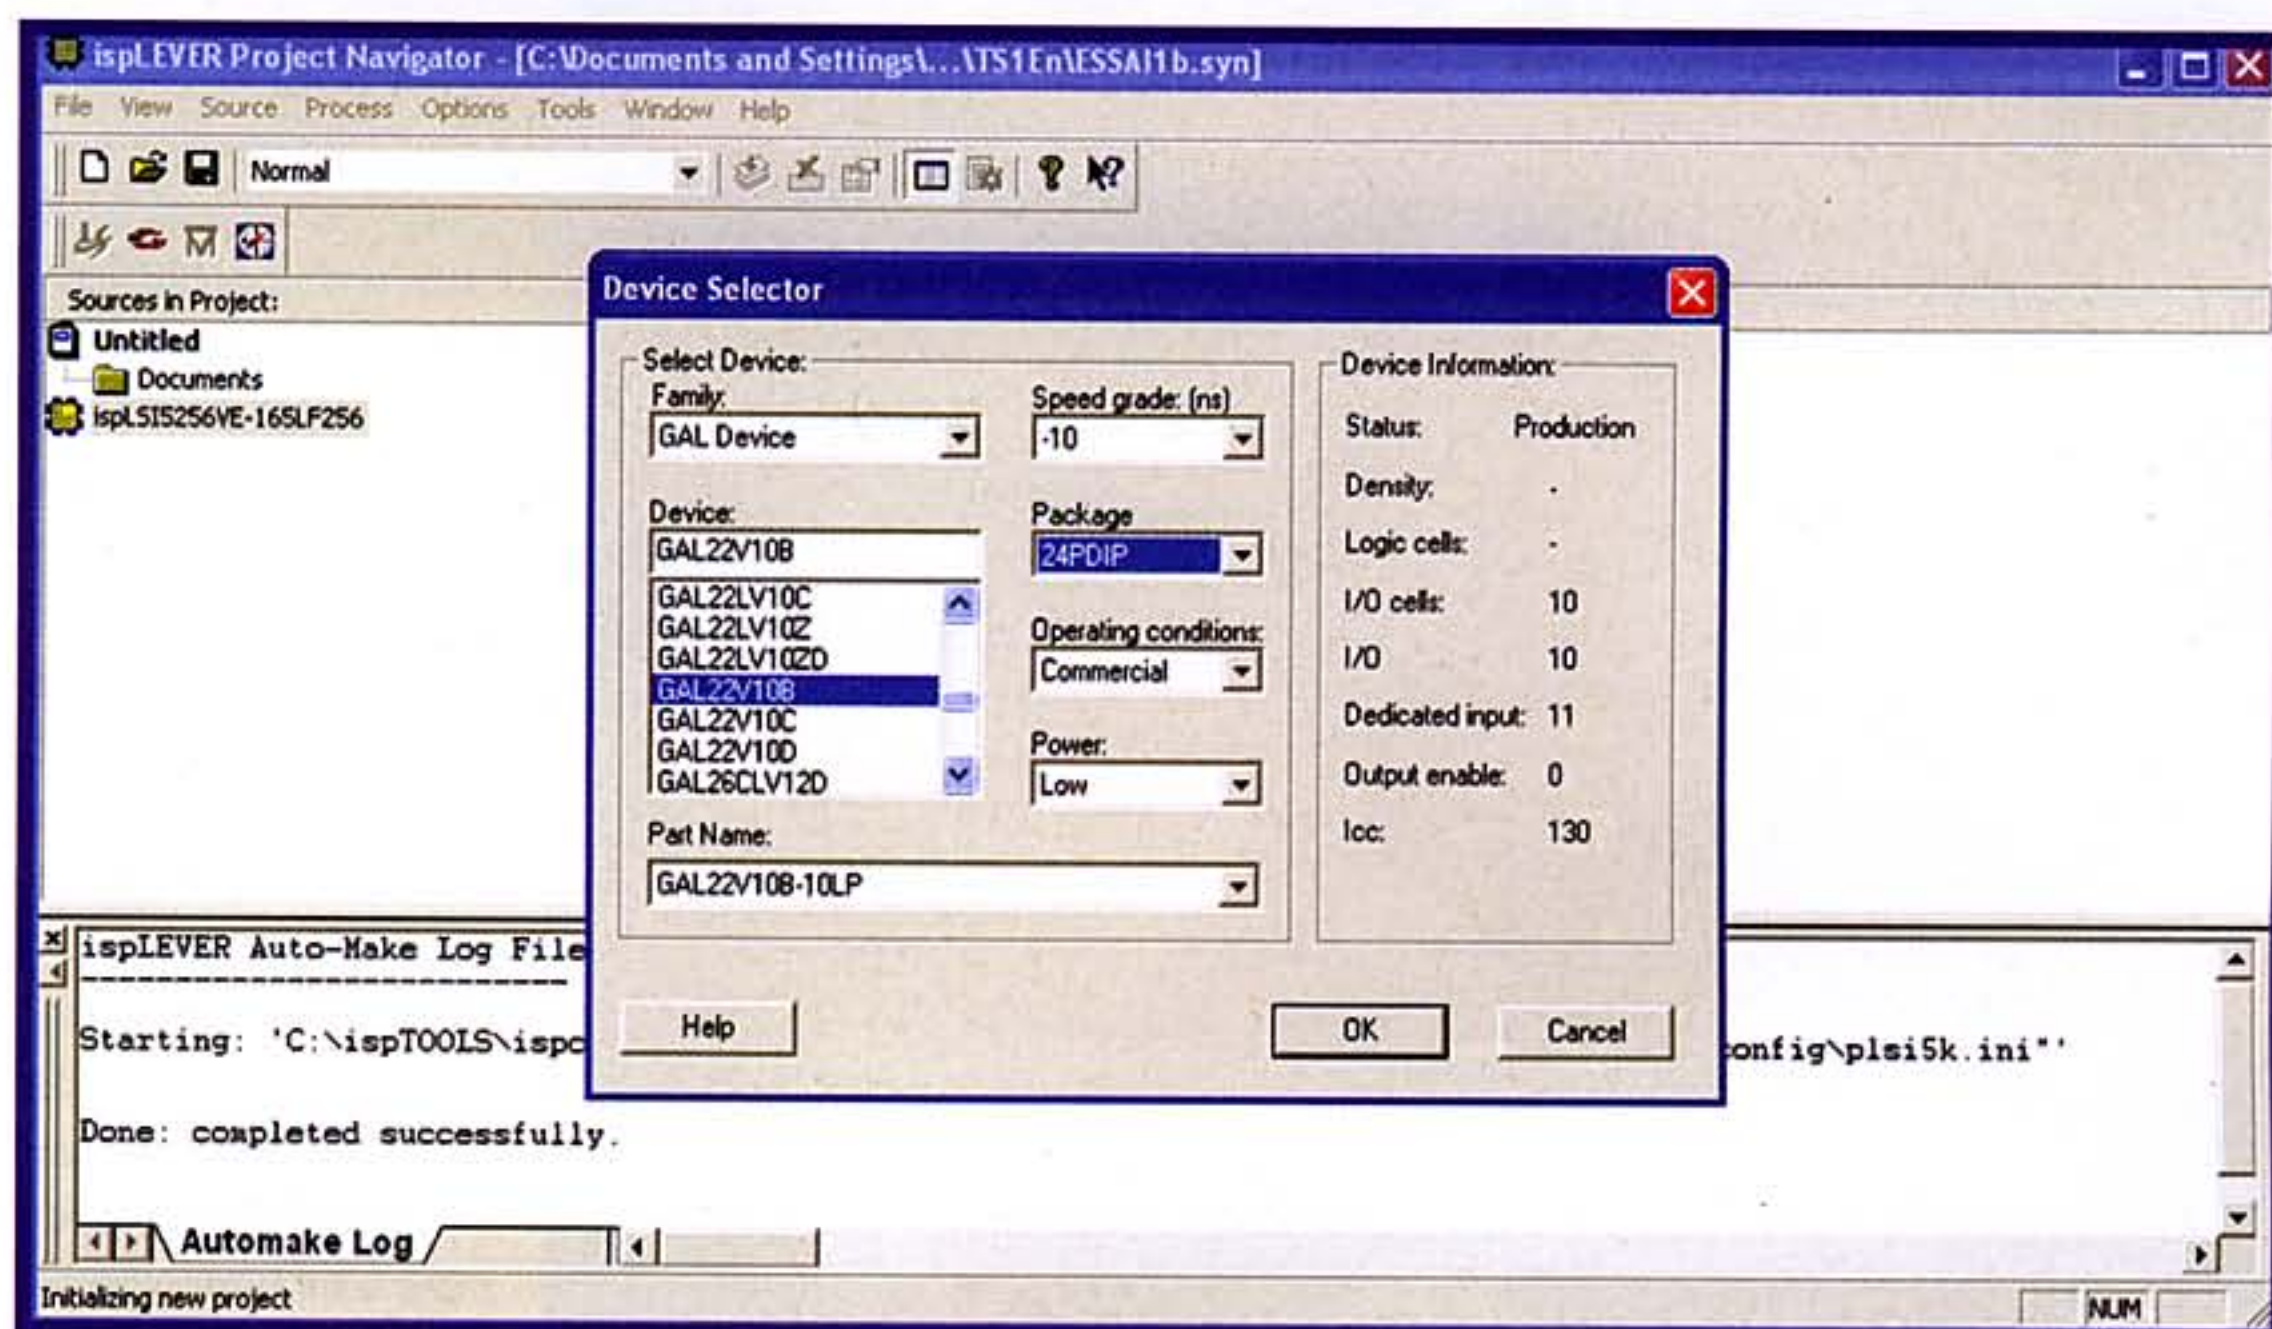 ispLEVER Project Navigator - [C:\Documents and Settings\...\TS1En\ESSAI1b.syn]
File View Source Process Options Tools Window Help
Normal
Sources in Project:
Untitled
Documents
ispLSI5256VE-165LF256
Device Selector
Select Device:
Family:
GAL Device
Speed grade: (ns)
-10
Device:
GAL22V10B
GAL22LV10C
GAL22LV10Z
GAL22LV10ZD
GAL22V10B
GAL22V10C
GAL22V10D
GAL26CLV12D
Package
24PDIP
Operating conditions:
Commercial
Power:
Low
Part Name:
GAL22V10B-10LP
Device Information:
Status: Production
Density: -
Logic cells: -
I/O cells: 10
I/O 10
Dedicated input: 11
Output enable: 0
Icc: 130
Help
OK
Cancel
ispLEVER Auto-Make Log File
---------------------------
Starting: 'C:\ispTOOLS\ispc
onfig\plsi5k.ini"'
Done: completed successfully.
Automake Log
Initializing new project
NUM